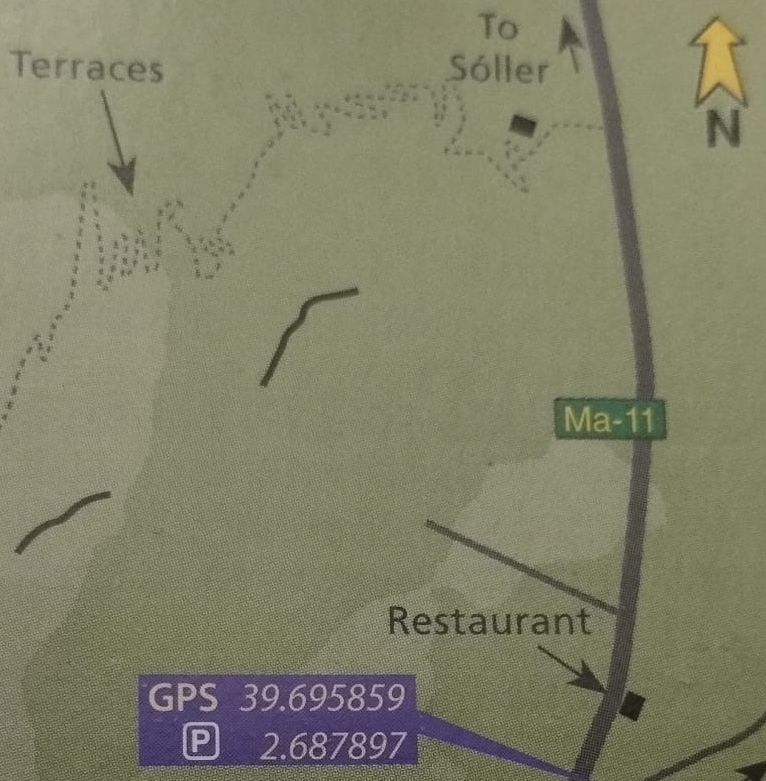 To
Sóller
Terraces
N
Ma-11
Restaurant
GPS 39.695859
P 2.687897